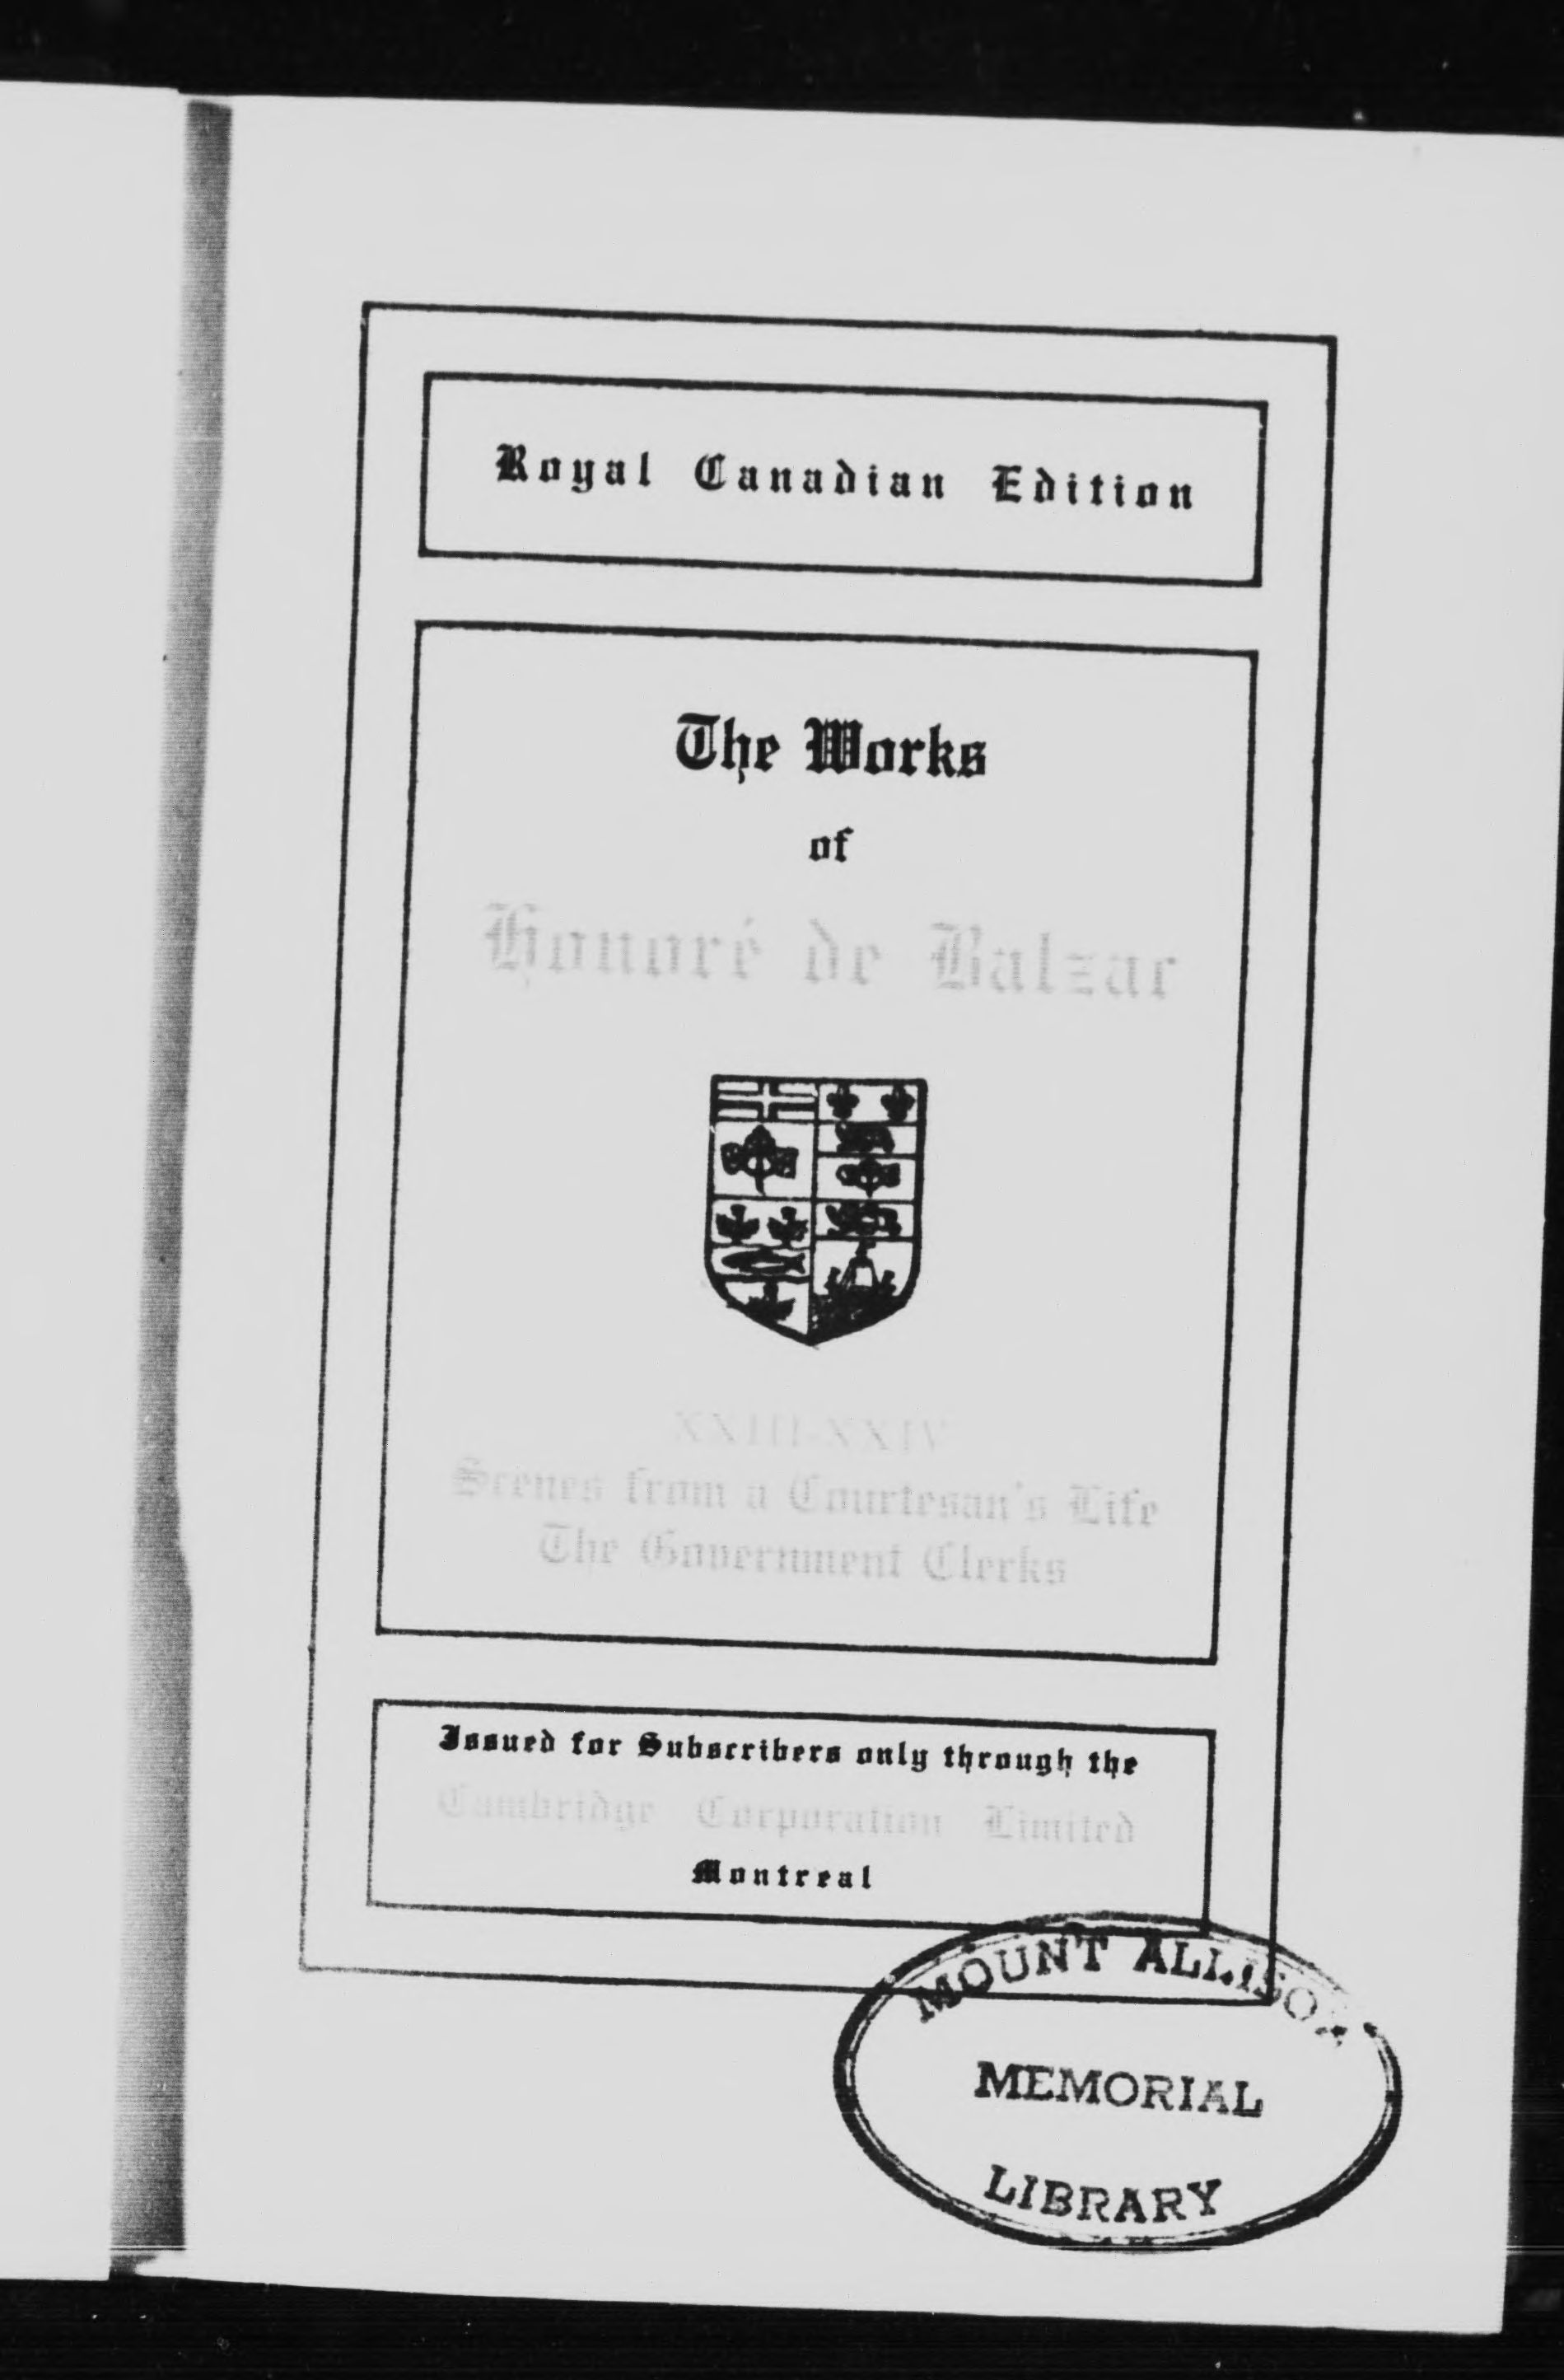 Royal Canadian Edition
The Works
of
Honoré de Balzac
XXIII-XXIV
Scenes from a Courtesan's Life
The Government Clerks
Issued for Subscribers only through the
Cambridge Corporation Limited
Montreal
MOUNT ALLISON
MEMORIAL
LIBRARY